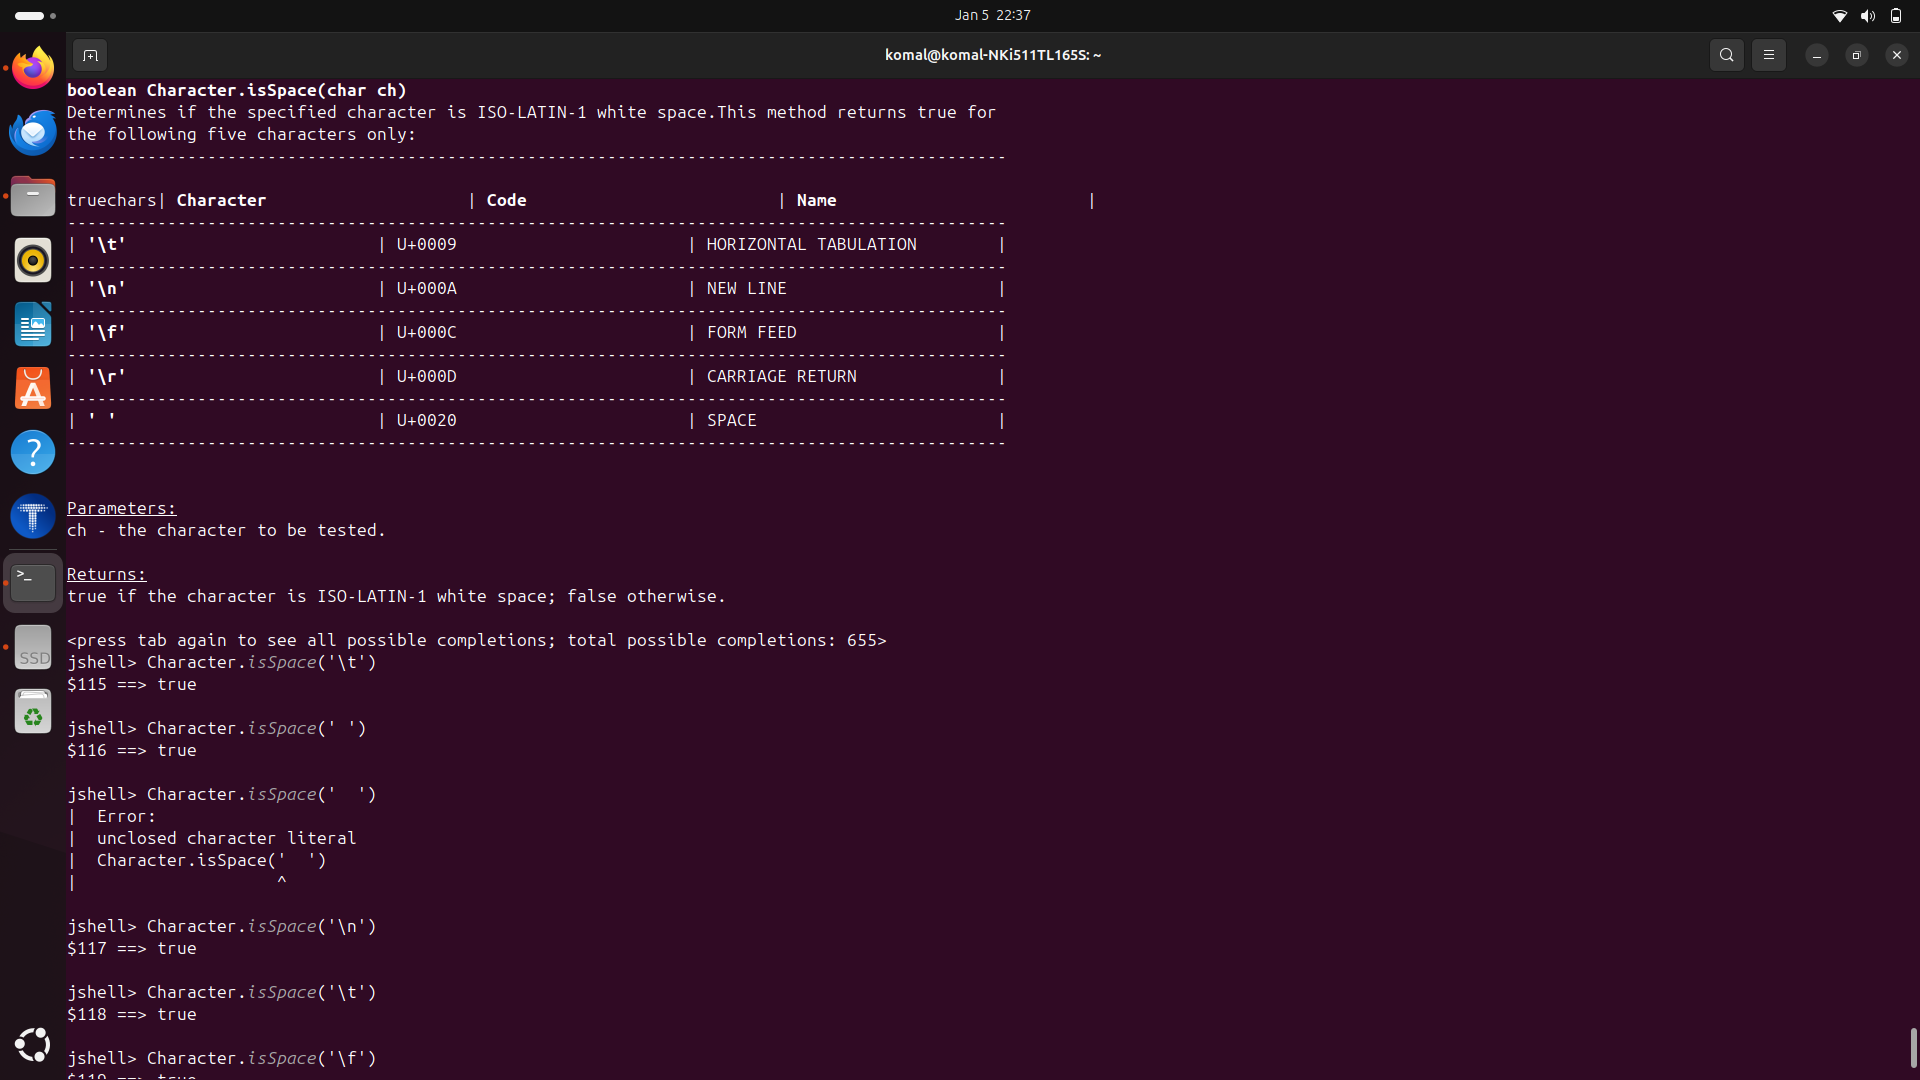 Jan 5 22:37
komal@komal-NKi511TL165S: ~
boolean Character.isSpace(char ch)
Determines if the specified character is ISO-LATIN-1 white space.This method returns true for
the following five characters only:
----------------------------------------------------------------------------------------------
truechars| Character | Code | Name |
----------------------------------------------------------------------------------------------
| '\t' | U+0009 | HORIZONTAL TABULATION |
----------------------------------------------------------------------------------------------
| '\n' | U+000A | NEW LINE |
----------------------------------------------------------------------------------------------
| '\f' | U+000C | FORM FEED |
----------------------------------------------------------------------------------------------
| '\r' | U+000D | CARRIAGE RETURN |
----------------------------------------------------------------------------------------------
| ' ' | U+0020 | SPACE |
----------------------------------------------------------------------------------------------
Parameters:
ch - the character to be tested.
Returns:
true if the character is ISO-LATIN-1 white space; false otherwise.
<press tab again to see all possible completions; total possible completions: 655>
jshell> Character.isSpace('\t')
$115 ==> true
jshell> Character.isSpace(' ')
$116 ==> true
jshell> Character.isSpace('  ')
| Error:
| unclosed character literal
| Character.isSpace('  ')
| ^
jshell> Character.isSpace('\n')
$117 ==> true
jshell> Character.isSpace('\t')
$118 ==> true
jshell> Character.isSpace('\f')
$119 ==> true
SSD